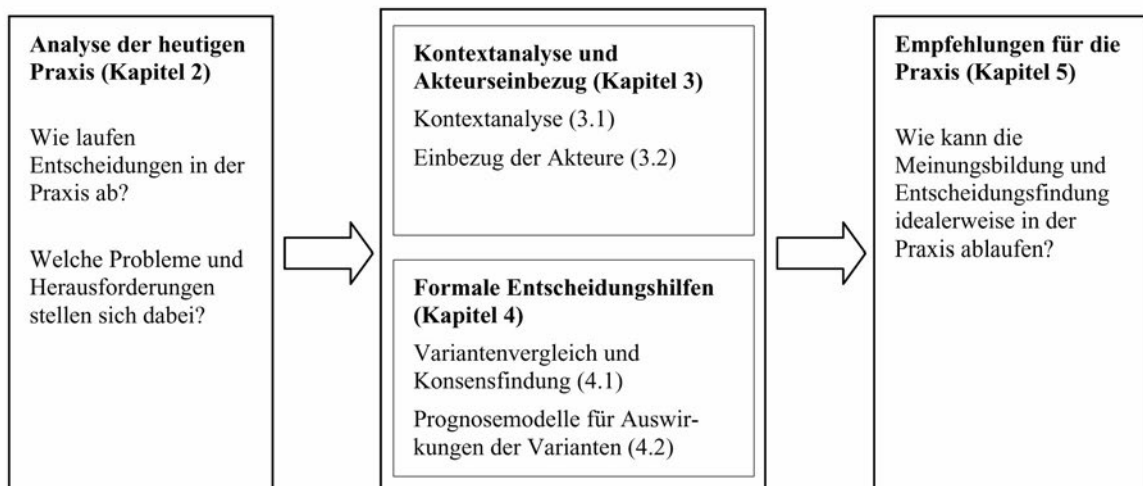 Analyse der heutigen
Praxis (Kapitel 2)
Wie laufen
Entscheidungen in der
Praxis ab?
Welche Probleme und
Herausforderungen
stellen sich dabei?
Kontextanalyse und
Akteurseinbezug (Kapitel 3)
Kontextanalyse (3.1)
Einbezug der Akteure (3.2)
Formale Entscheidungshilfen
(Kapitel 4)
Variantenvergleich und
Konsensfindung (4.1)
Prognosemodelle für Auswir-
kungen der Varianten (4.2)
Empfehlungen für die
Praxis (Kapitel 5)
Wie kann die
Meinungsbildung und
Entscheidungsfindung
idealerweise in der
Praxis ablaufen?